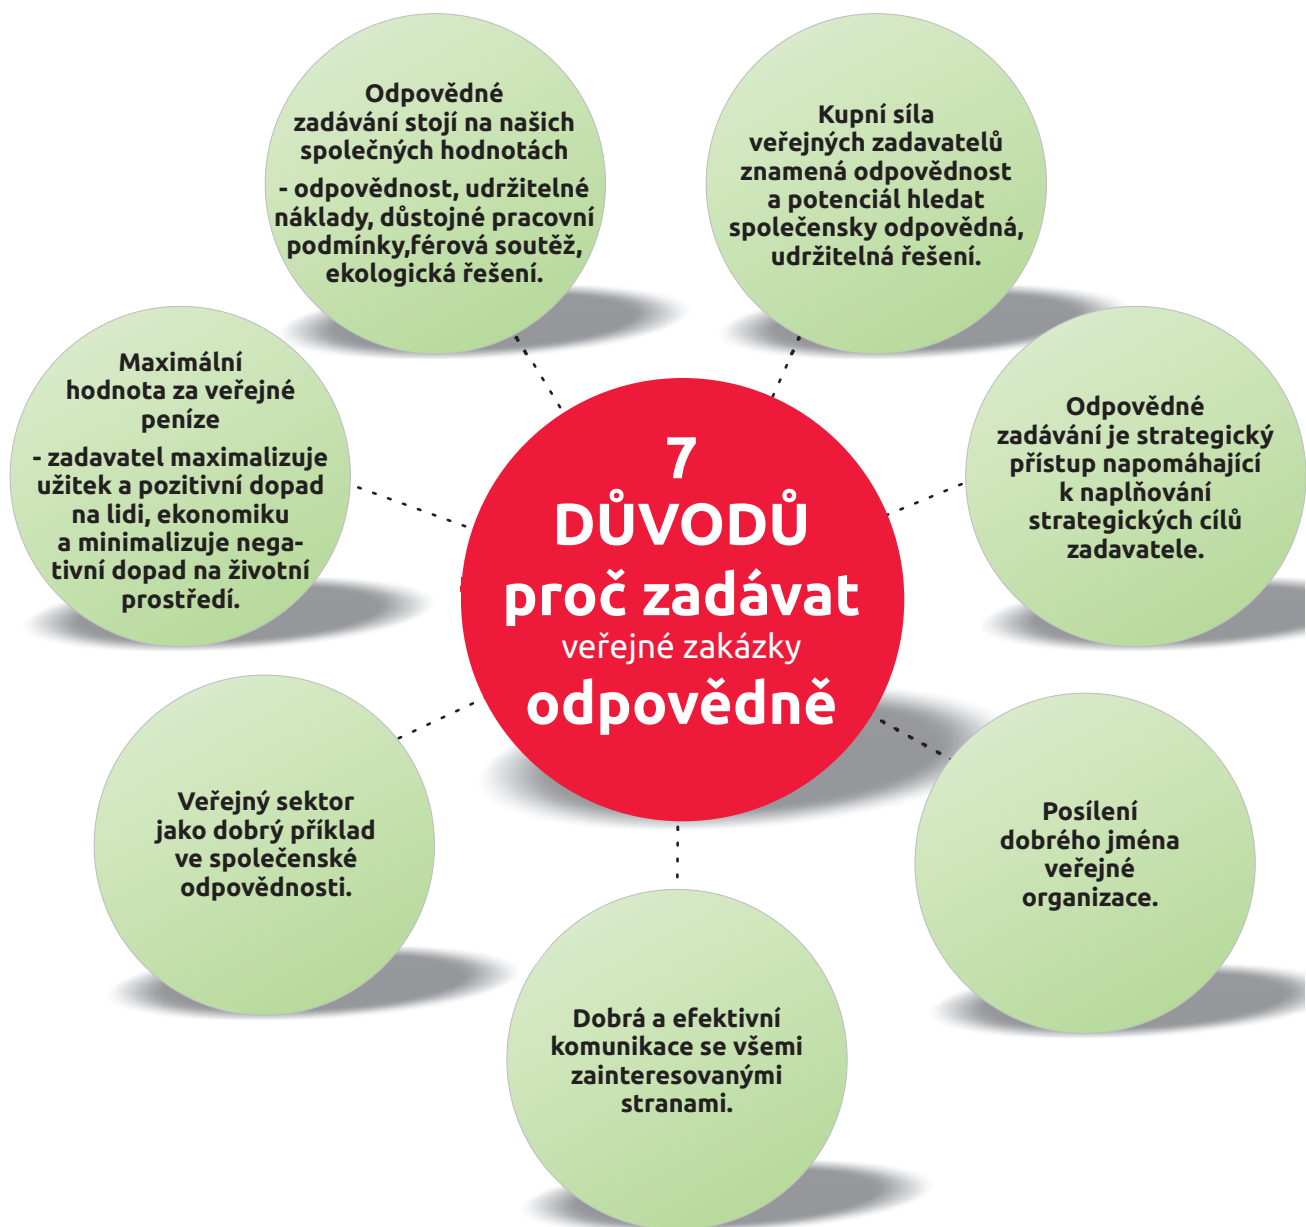 Odpovědné
zadávání stojí na našich
společných hodnotách
- odpovědnost, udržitelné
náklady, důstojné pracovní
podmínky,férová soutěž,
ekologická řešení.
Kupní síla
veřejných zadavatelů
znamená odpovědnost
a potenciál hledat
společensky odpovědná,
udržitelná řešení.
Maximální
hodnota za veřejné
peníze
- zadavatel maximalizuje
užitek a pozitivní dopad
na lidi, ekonomiku
a minimalizuje nega-
tivní dopad na životní
prostředí.
7
DŮVODŮ
proč zadávat
veřejné zakázky
odpovědně
Odpovědné
zadávání je strategický
přístup napomáhající
k naplňování
strategických cílů
zadavatele.
Veřejný sektor
jako dobrý příklad
ve společenské
odpovědnosti.
Posílení
dobrého jména
veřejné
organizace.
Dobrá a efektivní
komunikace se všemi
zainteresovanými
stranami.